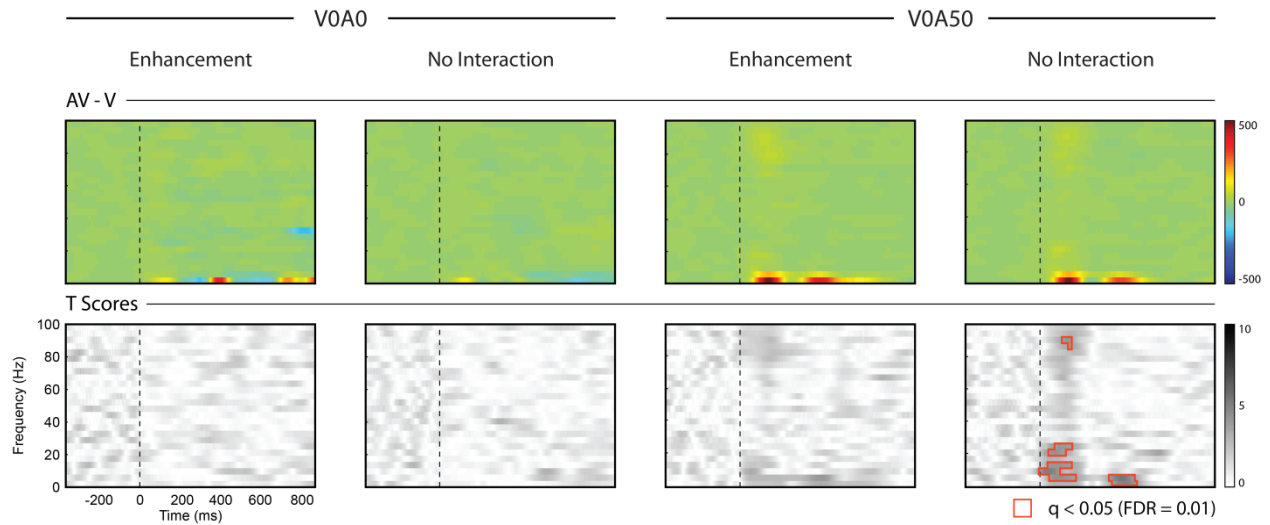 V0A0 V0A50
Enhancement No Interaction Enhancement No Interaction
AV - V
500
0
-500
T Scores
100
80
60
40
20
0
Frequency (Hz)
-200 0 200 400 600 800
Time (ms)
10
5
0
q < 0.05 (FDR = 0.01)